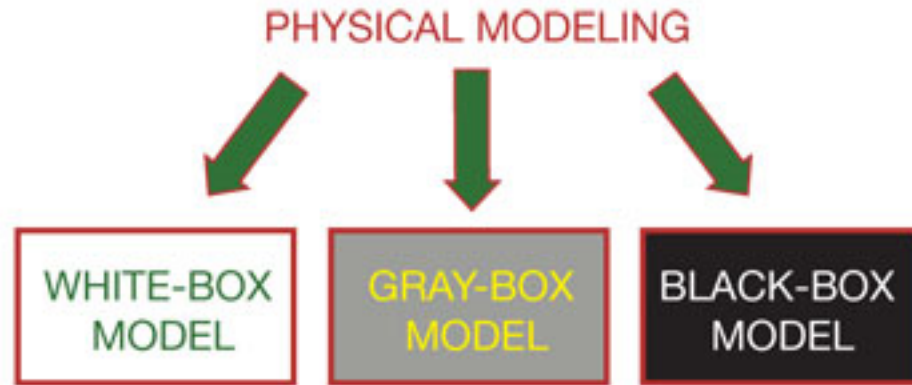 PHYSICAL MODELING
WHITE-BOX
MODEL
GRAY-BOX
MODEL
BLACK-BOX
MODEL